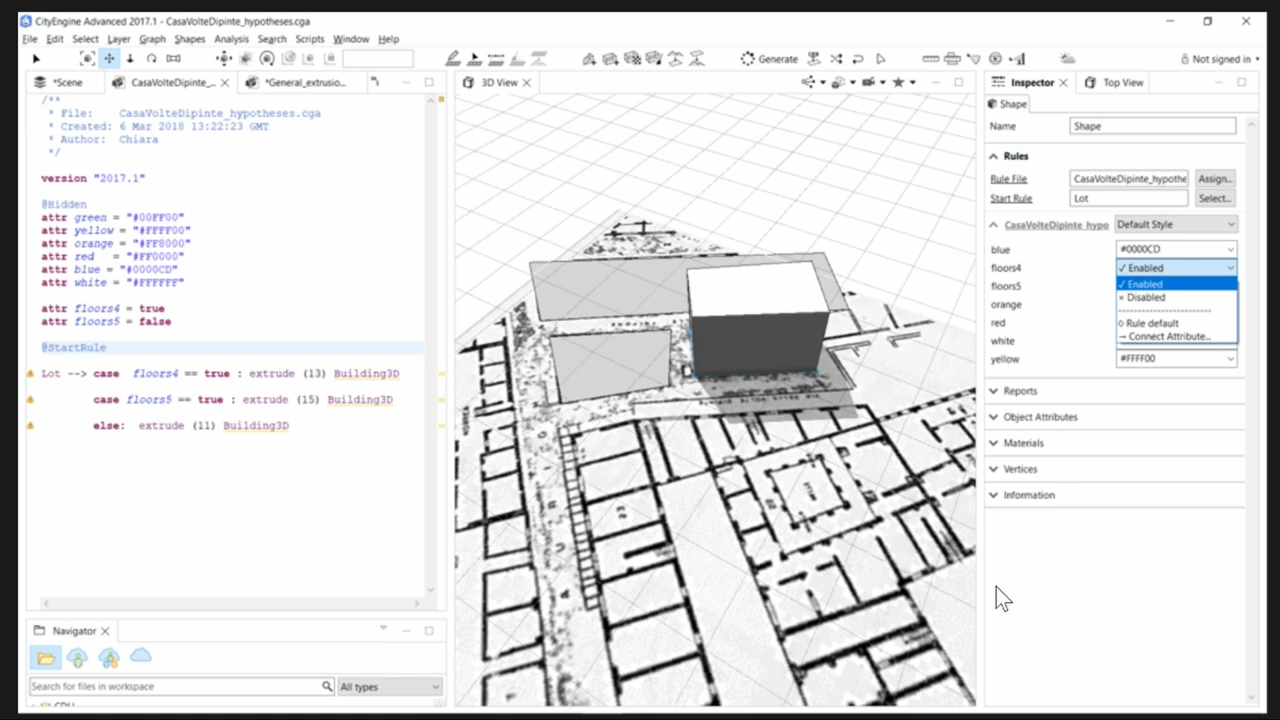 CityEngine Advanced 2017.1 - CasaVolteDipinte_hypotheses.cga
File Edit Select Layer Graph Shapes Analysis Search Scripts Window Help
Generate
Not signed in
*Scene
CasaVolteDipinte_...
*General_extrusio...
/**
* File: CasaVolteDipinte_hypotheses.cga
* Created: 6 Mar 2018 13:22:23 GMT
* Author: Chiara
*/
version "2017.1"
@Hidden
attr green = "#00FF00"
attr yellow = "#FFFF00"
attr orange = "#FF8000"
attr red = "#FF0000"
attr blue = "#0000CD"
attr white = "#FFFFFF"
attr floors4 = true
attr floors5 = false
@StartRule
Lot --> case floors4 == true : extrude (13) Building3D
case floors5 == true : extrude (15) Building3D
else: extrude (11) Building3D
Navigator
Search for files in workspace
All types
3D View
Inspector
Top View
Shape
Name Shape
Rules
Rule File CasaVolteDipinte_hypothe Assign...
Start Rule Lot Select...
CasaVolteDipinte_hypo Default Style
blue #0000CD
floors4 ✓ Enabled
floors5 ✓ Enabled
× Disabled
orange
red ◇ Rule default
white → Connect Attribute...
yellow #FFFF00
Reports
Object Attributes
Materials
Vertices
Information